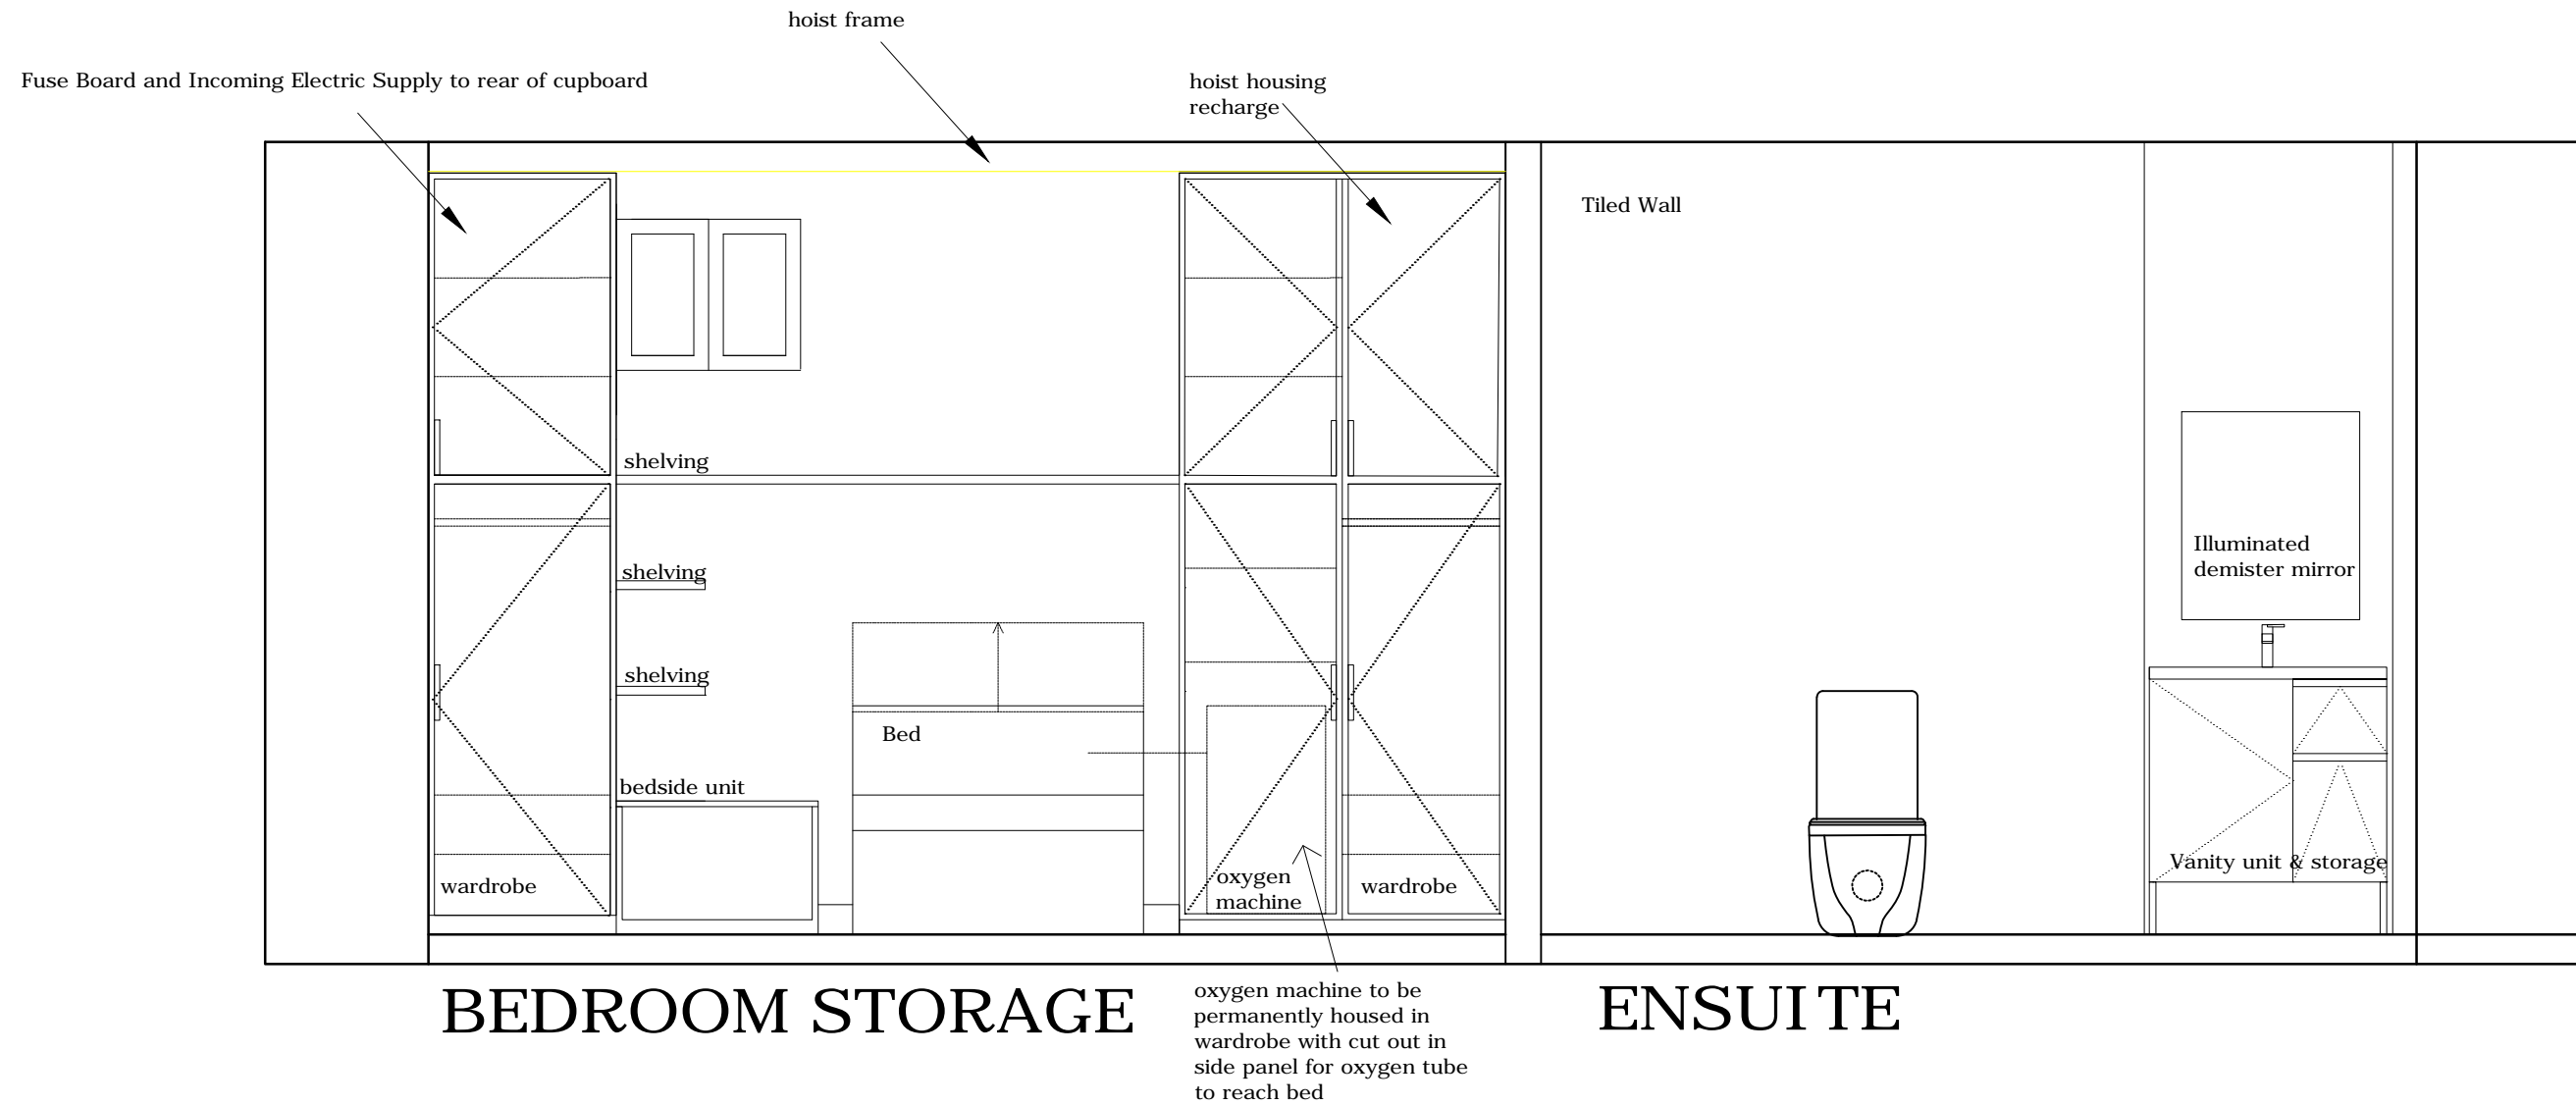 hoist frame
Fuse Board and Incoming Electric Supply to rear of cupboard
hoist housing
recharge
Tiled Wall
shelving
shelving
shelving
Illuminated
demister mirror
Bed
bedside unit
Vanity unit & storage
wardrobe
oxygen
machine
wardrobe
BEDROOM STORAGE
oxygen machine to be
permanently housed in
wardrobe with cut out in
side panel for oxygen tube
to reach bed
ENSUITE